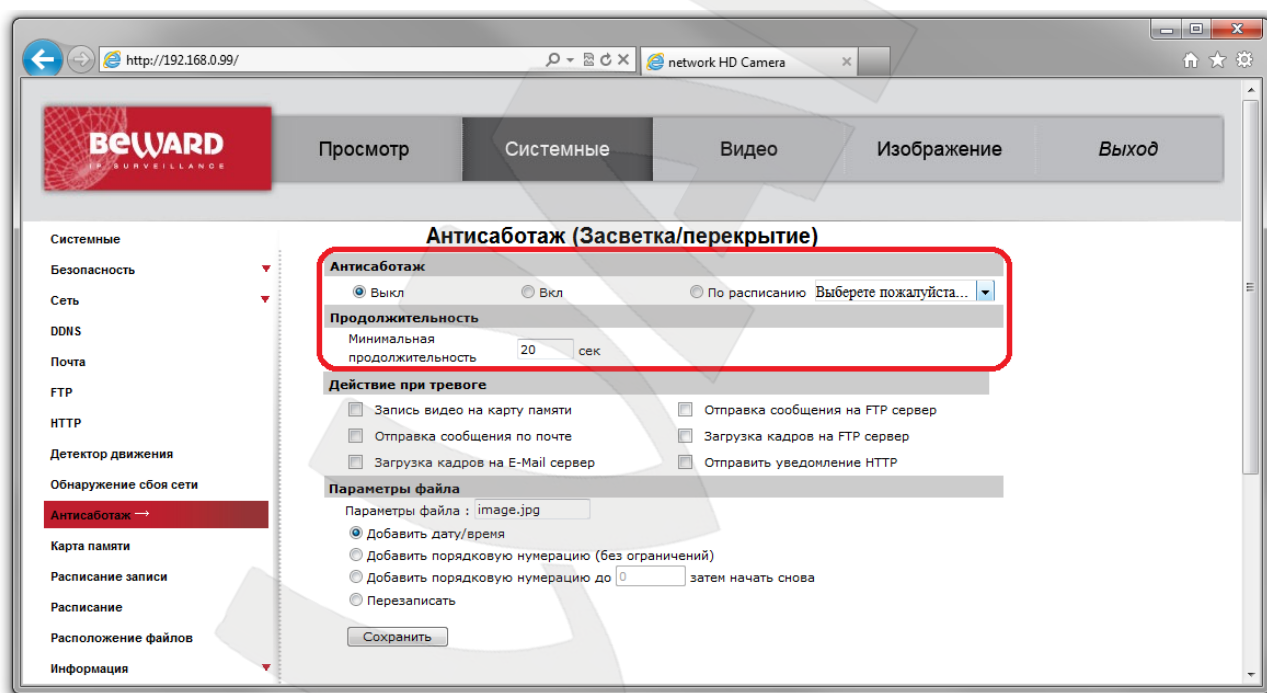 http://192.168.0.99/
network HD Camera
BEWARD
IP SURVEILLANCE
Просмотр
Системные
Видео
Изображение
Выход
Системные
Безопасность
Сеть
DDNS
Почта
FTP
HTTP
Детектор движения
Обнаружение сбоя сети
Антисаботаж →
Карта памяти
Расписание записи
Расписание
Расположение файлов
Информация
Антисаботаж (Засветка/перекрытие)
Антисаботаж
Выкл Вкл По расписанию Выберете пожалуйста...
Продолжительность
Минимальная
продолжительность 20 сек
Действие при тревоге
Запись видео на карту памяти Отправка сообщения на FTP сервер
Отправка сообщения по почте Загрузка кадров на FTP сервер
Загрузка кадров на E-Mail сервер Отправить уведомление HTTP
Параметры файла
Параметры файла : image.jpg
Добавить дату/время
Добавить порядковую нумерацию (без ограничений)
Добавить порядковую нумерацию до 0 затем начать снова
Перезаписать
Сохранить